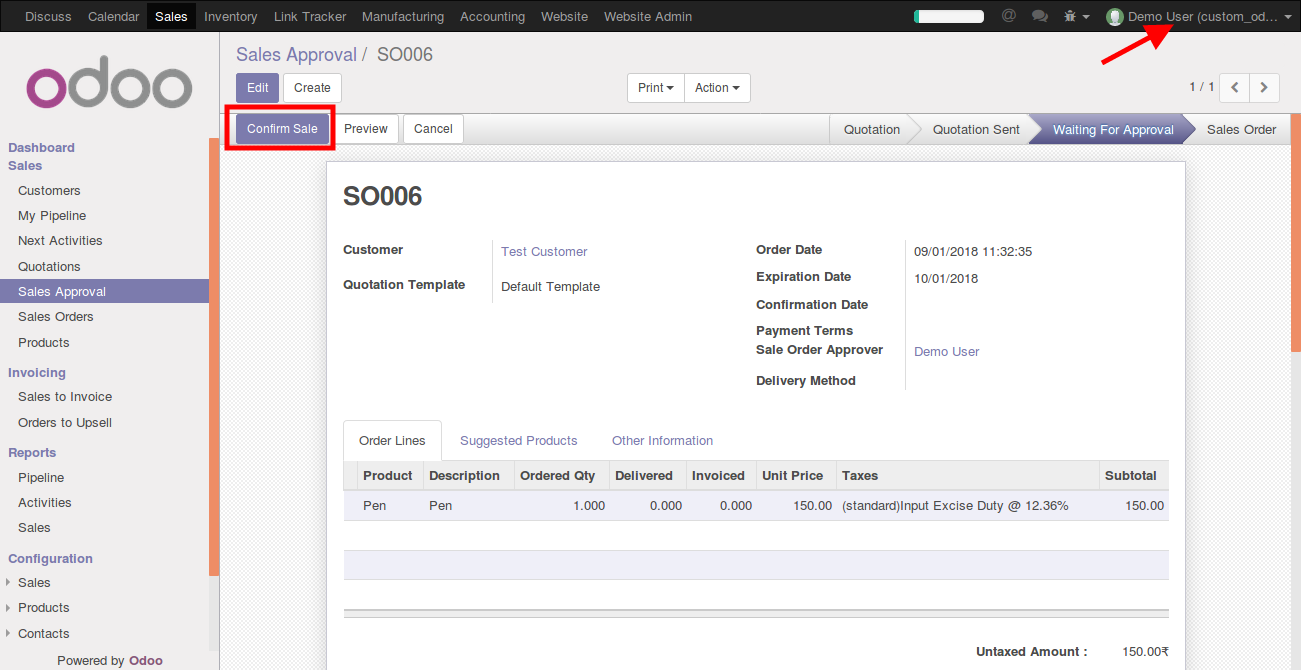 Discuss Calendar Sales Inventory Link Tracker Manufacturing Accounting Website Website Admin @ Demo User (custom_od...
odoo
Sales Approval / SO006
Edit Create Print Action 1 / 1
Confirm Sale Preview Cancel Quotation Quotation Sent Waiting For Approval Sales Order
Dashboard
Sales
Customers
My Pipeline
Next Activities
Quotations
Sales Approval
Sales Orders
Products
Invoicing
Sales to Invoice
Orders to Upsell
Reports
Pipeline
Activities
Sales
Configuration
Sales
Products
Contacts
Powered by Odoo
SO006
Customer Test Customer
Quotation Template Default Template
Order Date 09/01/2018 11:32:35
Expiration Date 10/01/2018
Confirmation Date
Payment Terms
Sale Order Approver Demo User
Delivery Method
Order Lines Suggested Products Other Information
Product Description Ordered Qty Delivered Invoiced Unit Price Taxes Subtotal
Pen Pen 1.000 0.000 0.000 150.00 (standard)Input Excise Duty @ 12.36% 150.00
Untaxed Amount : 150.00₹